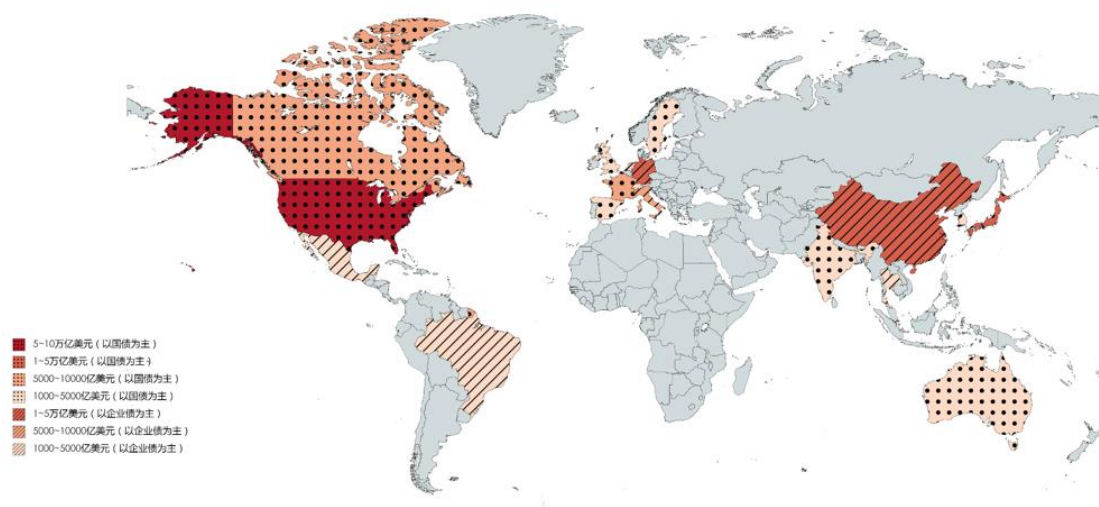 5~10万亿美元（以国债为主）
1~5万亿美元（以国债为主）
5000~10000亿美元（以国债为主）
1000~5000亿美元（以国债为主）
1~5万亿美元（以企业债为主）
5000~10000亿美元（以企业债为主）
1000~5000亿美元（以企业债为主）